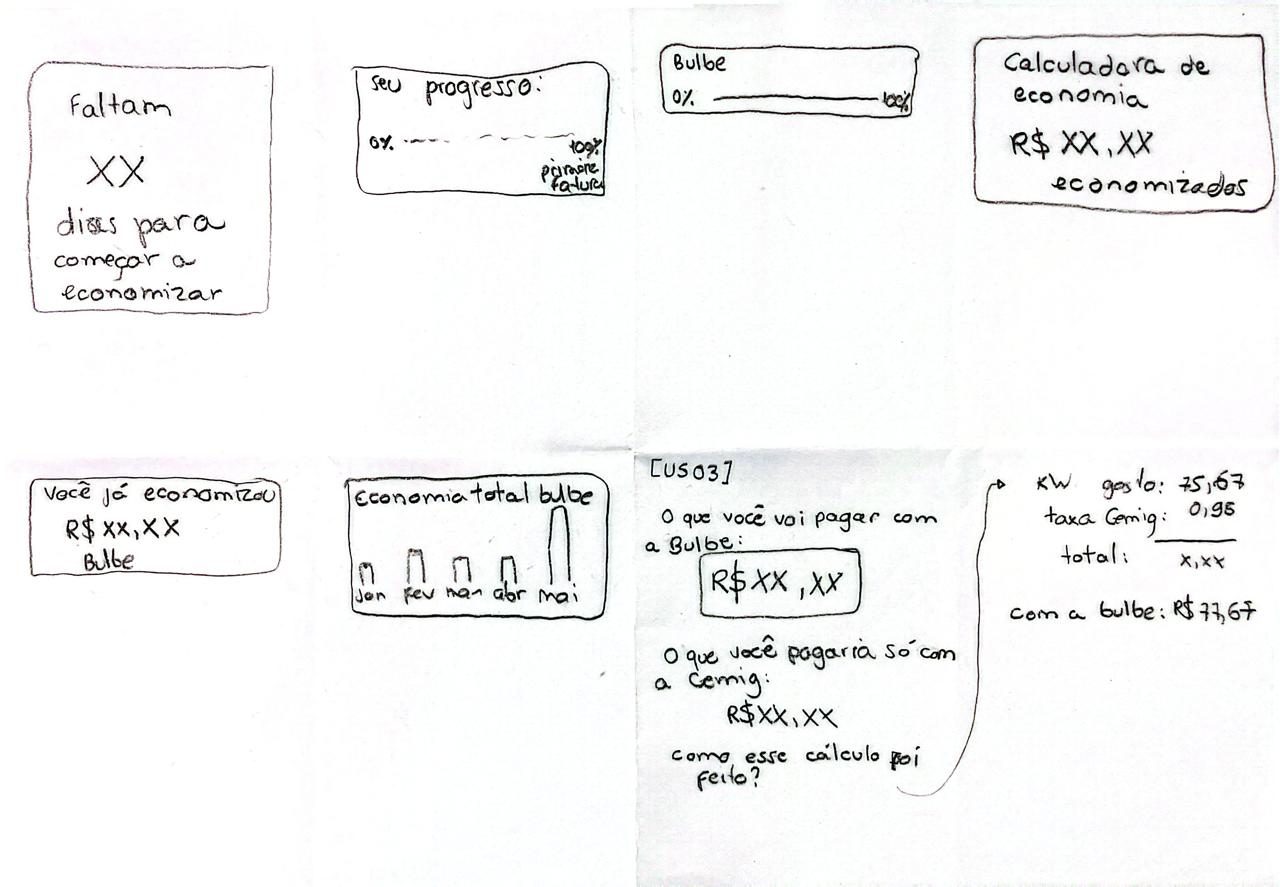 Faltam
XX
dias para
começar a
economizar
seu progresso:
0%
100%
primeira
fatura
Bulbe
0%
100%
Calculadora de
economia
R$ XX,XX
economizados
Você já economizou
R$ XX,XX
Bulbe
Economia total bulbe
jan fev mar abr mai
[US03]
O que você vai pagar com
a Bulbe:
R$ XX,XX
O que você pagaria só com
a Cemig:
R$ XX,XX
como esse cálculo foi
feito?
KW gasto: 75,67
taxa Cemig: 0,95
total: x,xx
com a bulbe: R$ 77,67